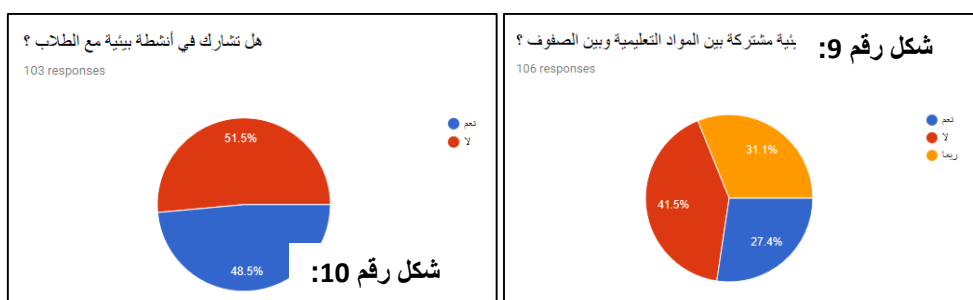 هل تشارك في أنشطة بيئية مع الطلاب ؟
103 responses
نعم
لا
51.5%
48.5%
شكل رقم 10:
شكل رقم 9:
بيئية مشتركة بين المواد التعليمية وبين الصفوف ؟
106 responses
نعم
لا
ربما
31.1%
41.5%
27.4%